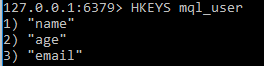 127.0.0.1:6379> HKEYS mql_user
1) "name"
2) "age"
3) "email"